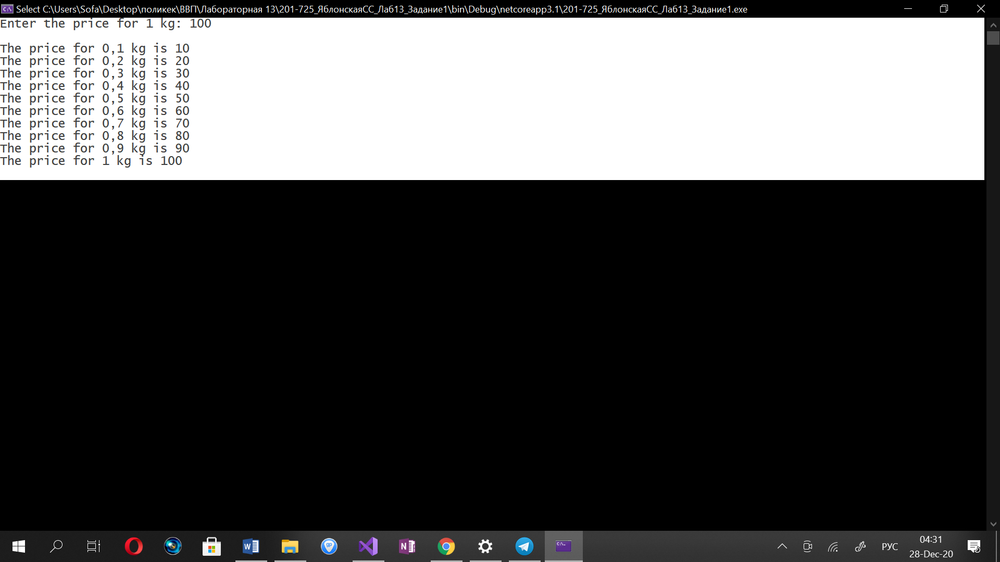 Select C:\Users\Sofa\Desktop\поликек\ВВП\Лабораторная 13\201-725_ЯблонскаяСС_Лаб13_Задание1\bin\Debug\netcoreapp3.1\201-725_ЯблонскаяСС_Лаб13_Задание1.exe
Enter the price for 1 kg: 100
The price for 0,1 kg is 10
The price for 0,2 kg is 20
The price for 0,3 kg is 30
The price for 0,4 kg is 40
The price for 0,5 kg is 50
The price for 0,6 kg is 60
The price for 0,7 kg is 70
The price for 0,8 kg is 80
The price for 0,9 kg is 90
The price for 1 kg is 100
gp
РУС
04:31
28-Dec-20